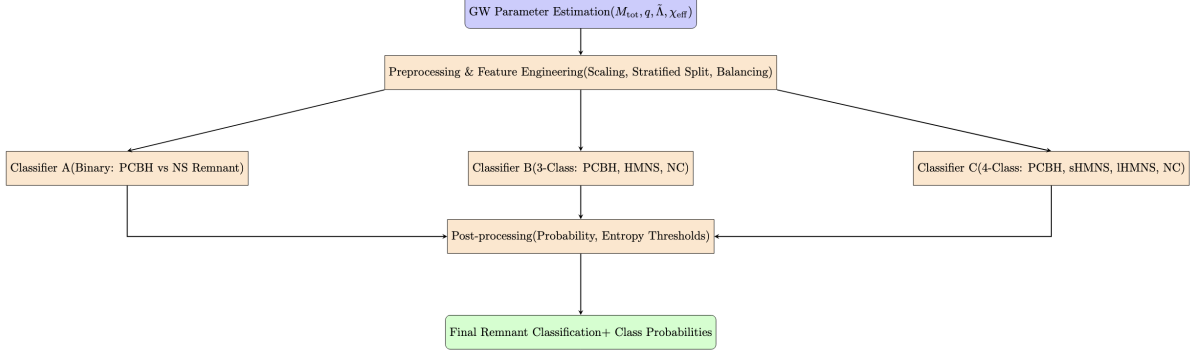 GW Parameter Estimation(M_tot, q, Λ̃, χ_eff)
Preprocessing & Feature Engineering(Scaling, Stratified Split, Balancing)
Classifier A(Binary: PCBH vs NS Remnant)
Classifier B(3-Class: PCBH, HMNS, NC)
Classifier C(4-Class: PCBH, sHMNS, lHMNS, NC)
Post-processing(Probability, Entropy Thresholds)
Final Remnant Classification+ Class Probabilities